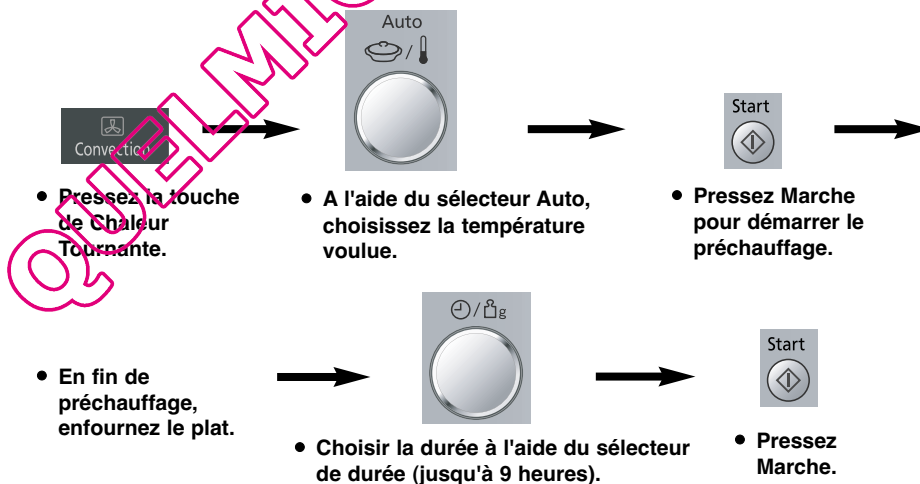 QUELMIC
Auto
Convection
Start
• Pressez la touche
de Chaleur
Tournante.
• A l'aide du sélecteur Auto,
choisissez la température
voulue.
• Pressez Marche
pour démarrer le
préchauffage.
• En fin de
préchauffage,
enfournez le plat.
g
• Choisir la durée à l'aide du sélecteur
de durée (jusqu'à 9 heures).
Start
• Pressez
Marche.